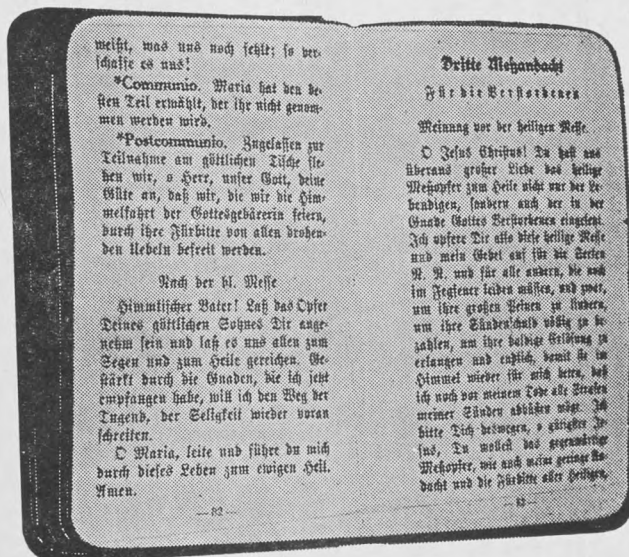 weißt, was uns noch fehlt; so ver-
schaffe es uns!
*Communio. Maria hat den be-
sten Teil erwählt, der ihr nicht genom-
men werden wird.
*Postcommunio. Zugelassen zur
Teilnahme am göttlichen Tische fle-
hen wir, o Herr, unser Gott, deine
Güte an, daß wir, die wir die Him-
melfahrt der Gottesgebärerin feiern,
durch ihre Fürbitte von allen drohen-
den Uebeln befreit werden.
Nach der hl. Messe
Himmlischer Vater! Laß das Opfer
Deines göttlichen Sohnes Dir ange-
nehm sein und laß es uns allen zum
Segen und zum Heile gereichen. Ge-
stärkt durch die Gnaden, die ich jetzt
empfangen habe, will ich den Weg der
Tugend, der Seligkeit wieder voran
schreiten.
O Maria, leite und führe du mich
durch dieses Leben zum ewigen Heil.
Amen.
— 82 —
Dritte Meßandacht
Für die Verstorbenen
Meinung vor der heiligen Messe.
O Jesus Christus! Du hast aus
überaus großer Liebe das heilige
Meßopfer zum Heile nicht nur der Le-
bendigen, sondern auch der in der
Gnade Gottes Verstorbenen eingesetzt.
Ich opfere Dir also diese heilige Messe
und mein Gebet auf für die Seelen
N. N. und für alle andern, die noch
im Fegfeuer leiden müssen, und zwar,
um ihre großen Peinen zu lindern,
um ihre Sündenschuld völlig zu be-
zahlen, um ihre baldige Erlösung zu
erlangen und endlich, damit sie im
Himmel wieder für mich beten, daß
ich noch vor meinem Tode alle Strafen
meiner Sünden abbüßen möge. Ich
bitte Dich deswegen, o gütigster Je-
sus, Du wollest das gegenwärtige
Meßopfer, wie auch meine geringe An-
dacht und die Fürbitte aller Heiligen,
— 83 —